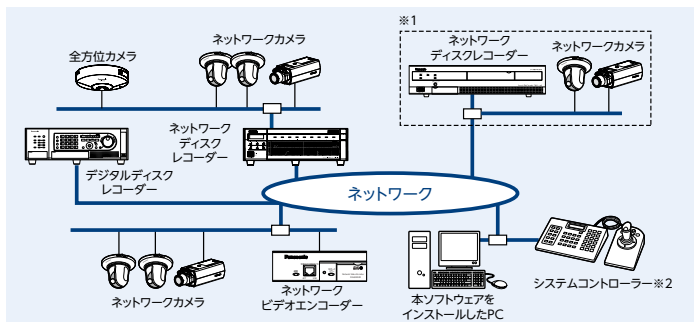 ※1
ネットワーク
ディスクレコーダー
ネットワークカメラ
ネットワークカメラ
全方位カメラ
ネットワーク
ディスク
レコーダー
デジタルディスク
レコーダー
ネットワーク
ネットワークカメラ
Panasonic
ネットワーク
ビデオエンコーダー
本ソフトウェアを
インストールしたPC
システムコントローラー※2